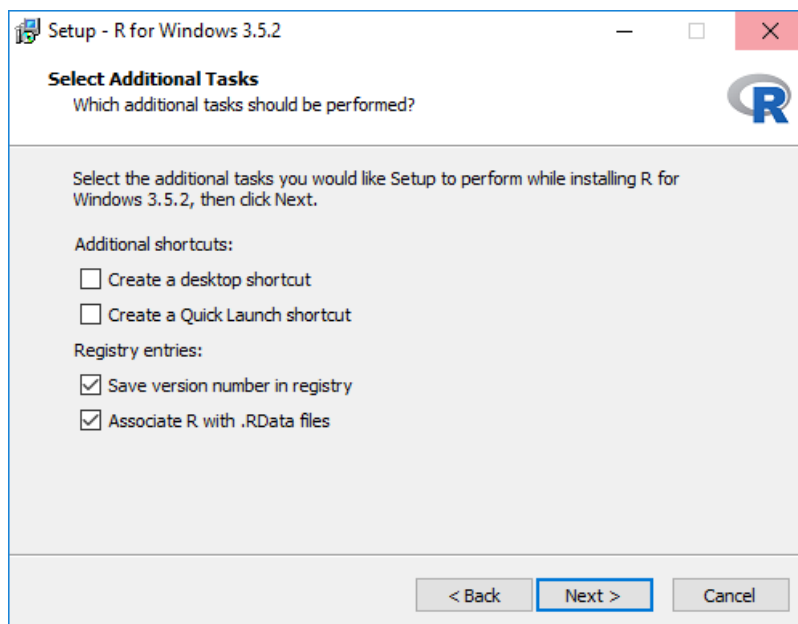 Setup - R for Windows 3.5.2
Select Additional Tasks
Which additional tasks should be performed?
R
Select the additional tasks you would like Setup to perform while installing R for
Windows 3.5.2, then click Next.
Additional shortcuts:
Create a desktop shortcut
Create a Quick Launch shortcut
Registry entries:
Save version number in registry
Associate R with .RData files
< Back
Next >
Cancel